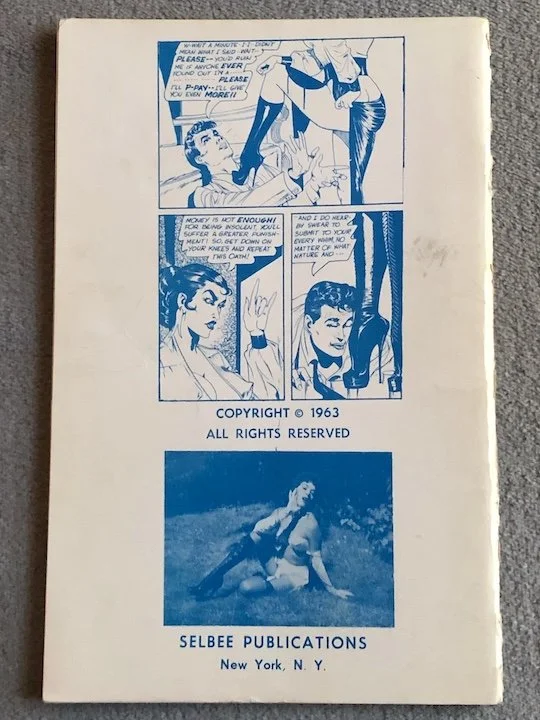 W-WAIT A MINUTE I-I DIDN'T
MEAN WHAT I SAID WAIT--
PLEASE-- YOU'D RUIN
ME IF ANYONE EVER
FOUND OUT I'M A
PLEASE
I'LL P-PAY-- I'LL GIVE
YOU EVEN MORE!!
MONEY IS NOT ENOUGH!
FOR BEING INSOLENT, YOU'LL
SUFFER A GREATER PUNISH-
MENT! SO, GET DOWN ON
YOUR KNEES AND REPEAT
THIS OATH!
AND I DO HEAR-
BY SWEAR TO
SUBMIT TO YOUR
EVERY WHIM, NO
MATTER OF WHAT
NATURE AND ---
COPYRIGHT © 1963
ALL RIGHTS RESERVED
SELBEE PUBLICATIONS
New York, N. Y.